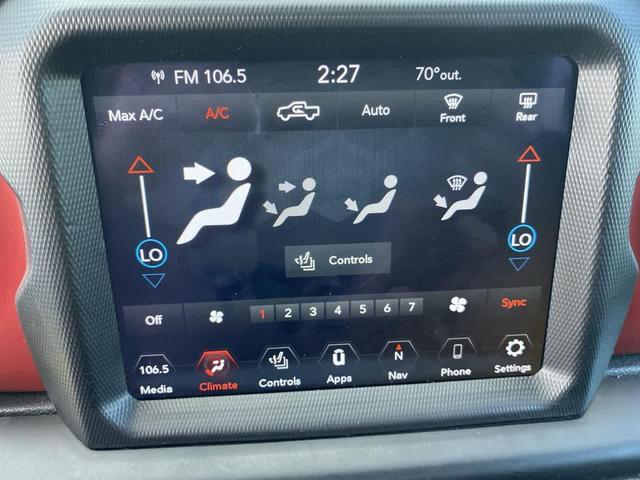 FM 106.5 2:27 70°out.
Max A/C A/C Auto Front Rear
LO LO
Controls
Off 1 2 3 4 5 6 7 Sync
106.5 N
Media Climate Controls Apps Nav Phone Settings